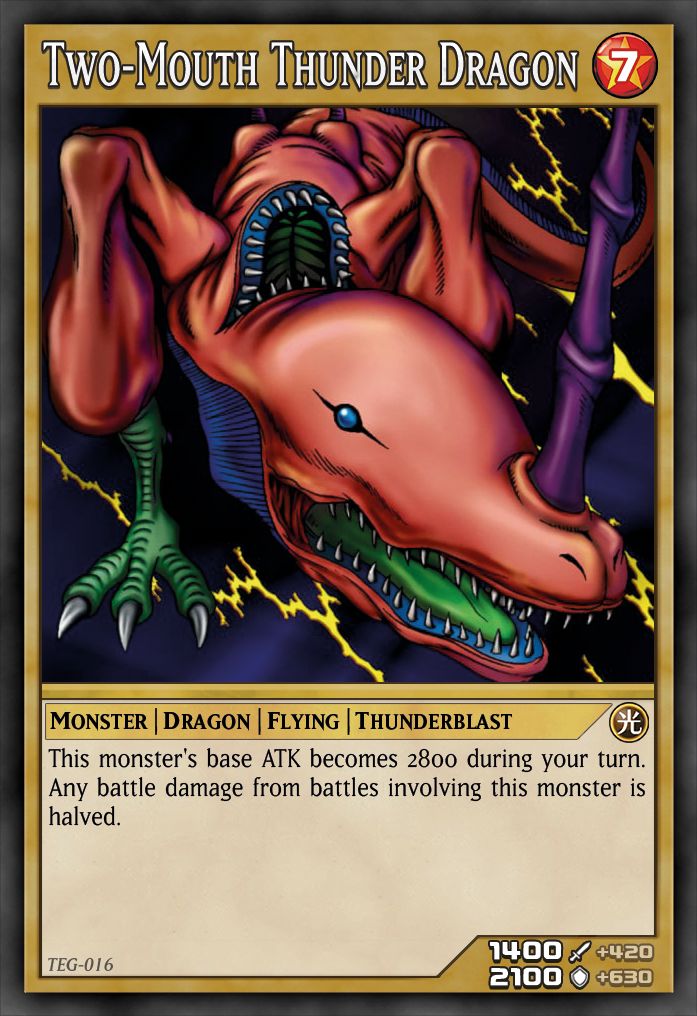 Two-Mouth Thunder Dragon 7
Monster | Dragon | Flying | Thunderblast 光
This monster's base ATK becomes 2800 during your turn.
Any battle damage from battles involving this monster is
halved.
1400 +420
TEG-016 2100 +630